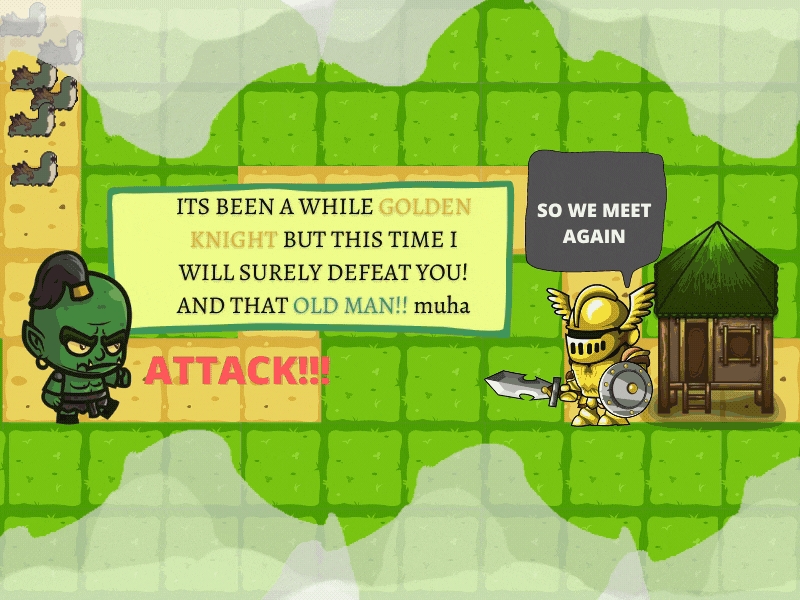 ITS BEEN A WHILE GOLDEN
KNIGHT BUT THIS TIME I
WILL SURELY DEFEAT YOU!
AND THAT OLD MAN!! muha
SO WE MEET
AGAIN
ATTACK!!!